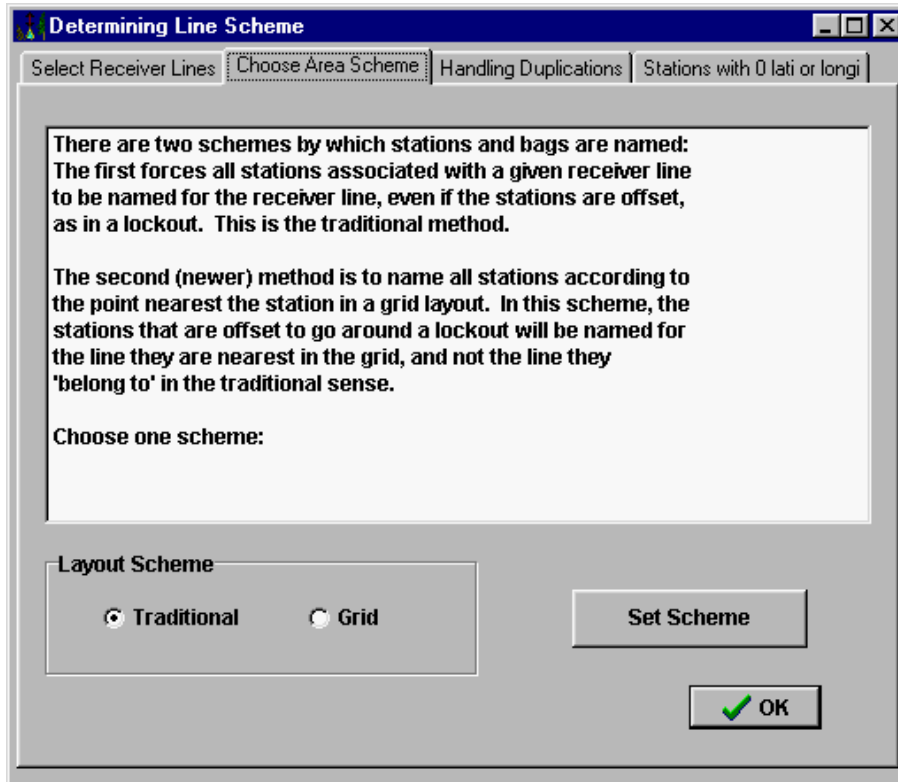 Determining Line Scheme
Select Receiver Lines
Choose Area Scheme
Handling Duplications
Stations with 0 lati or longi
There are two schemes by which stations and bags are named:
The first forces all stations associated with a given receiver line
to be named for the receiver line, even if the stations are offset,
as in a lockout.  This is the traditional method.
The second (newer) method is to name all stations according to
the point nearest the station in a grid layout.  In this scheme, the
stations that are offset to go around a lockout will be named for
the line they are nearest in the grid, and not the line they
'belong to' in the traditional sense.
Choose one scheme:
Layout Scheme
Traditional
Grid
Set Scheme
OK